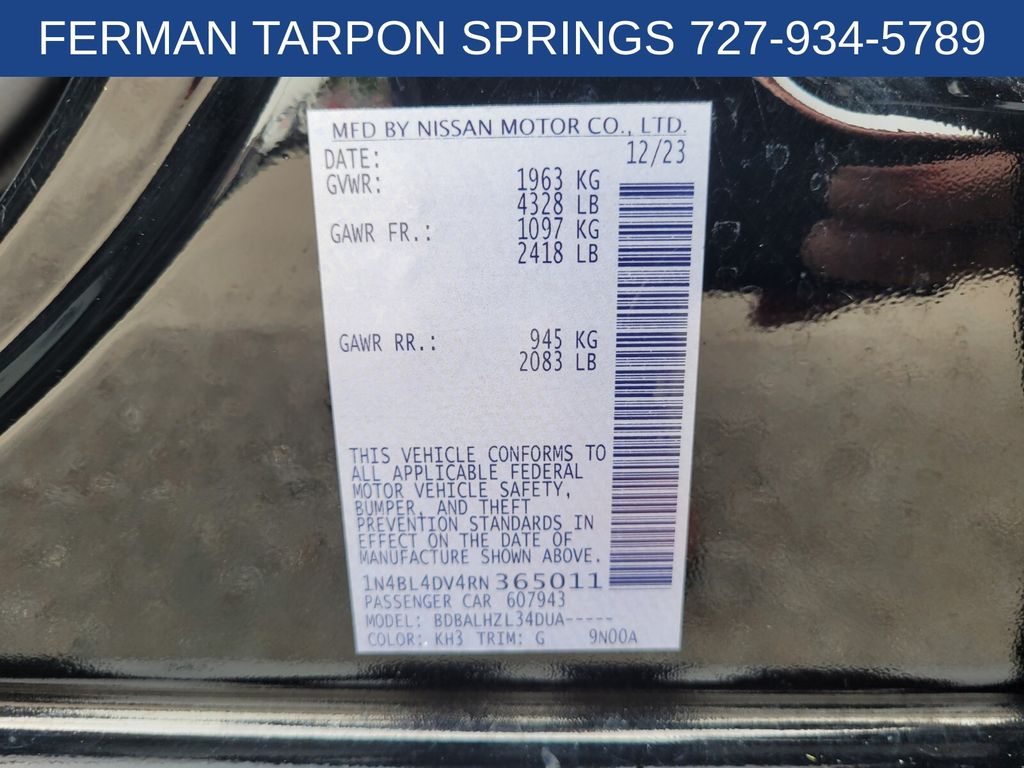 FERMAN TARPON SPRINGS 727-934-5789
MFD BY NISSAN MOTOR CO., LTD.
DATE: 12/23
GVWR: 1963 KG
4328 LB
GAWR FR.: 1097 KG
2418 LB
GAWR RR.: 945 KG
2083 LB
THIS VEHICLE CONFORMS TO
ALL APPLICABLE FEDERAL
MOTOR VEHICLE SAFETY,
BUMPER, AND THEFT
PREVENTION STANDARDS IN
EFFECT ON THE DATE OF
MANUFACTURE SHOWN ABOVE.
1N4BL4DV4RN365011
PASSENGER CAR 607943
MODEL: BDBALHZL34DUA-----
COLOR: KH3 TRIM: G 9N00A